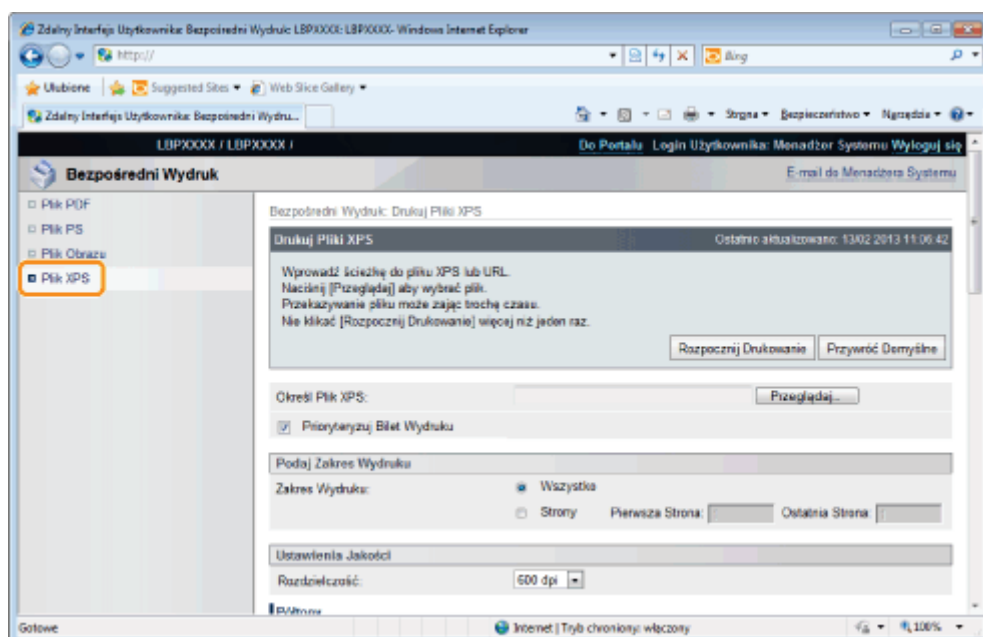 Zdalny Interfejs Użytkownika: Bezpośredni Wydruk: LBPXXXX: LBPXXXX- Windows Internet Explorer
http://
Bing
Ulubione Suggested Sites Web Slice Gallery
Zdalny Interfejs Użytkownika: Bezpośredni Wydru...
Strona Bezpieczeństwo Narzędzia
LBPXXXX / LBPXXXX /
Do Portalu Login Użytkownika: Menadżer Systemu Wyloguj się
Bezpośredni Wydruk
E-mail do Menadżera Systemu
Plik PDF
Plik PS
Plik Obrazu
Plik XPS
Bezpośredni Wydruk: Drukuj Pliki XPS
Drukuj Pliki XPS
Ostatnio aktualizowano: 13/02 2013 11:06:42
Wprowadź ścieżkę do pliku XPS lub URL.
Naciśnij [Przeglądaj] aby wybrać plik.
Przekazywanie pliku może zająć trochę czasu.
Nie klikać [Rozpocznij Drukowanie] więcej niż jeden raz.
Rozpocznij Drukowanie Przywróć Domyślne
Określ Plik XPS:
Przeglądaj...
Priorytetyzuj Bilet Wydruku
Podaj Zakres Wydruku
Zakres Wydruku:
Wszystko
Strony Pierwsza Strona: Ostatnia Strona:
Ustawienia Jakości
Rozdzielczość: 600 dpi
Półtony
Gotowe
Internet | Tryb chroniony: włączony
100%